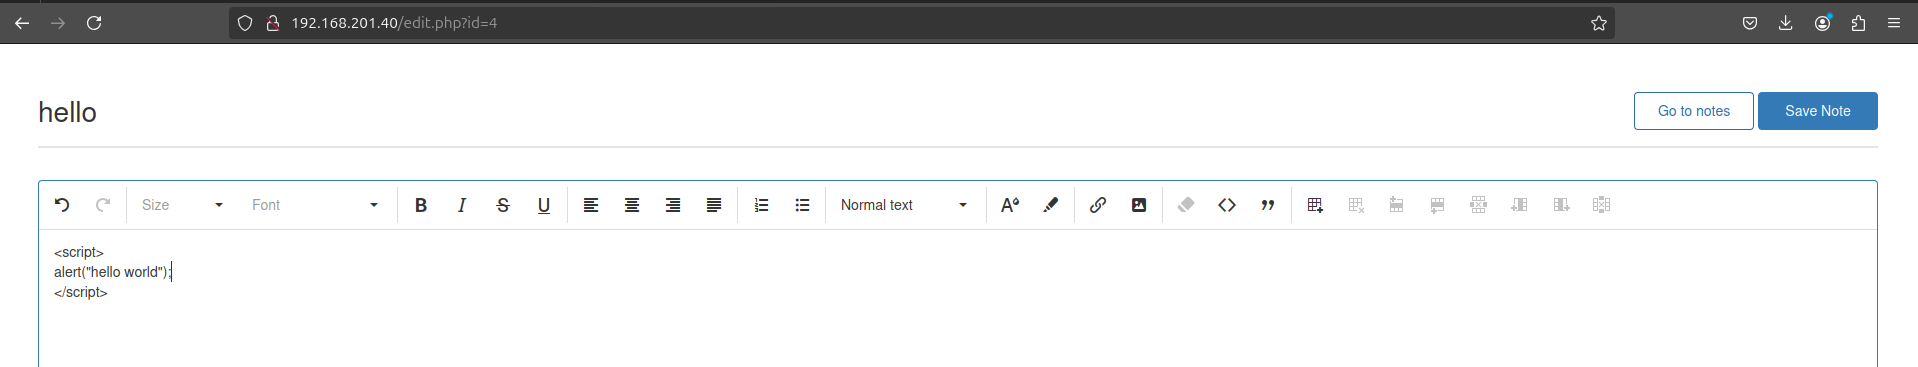 192.168.201.40/edit.php?id=4
hello
Go to notes
Save Note
Size
Font
B I S U
Normal text
A
<script>
alert("hello world");
</script>